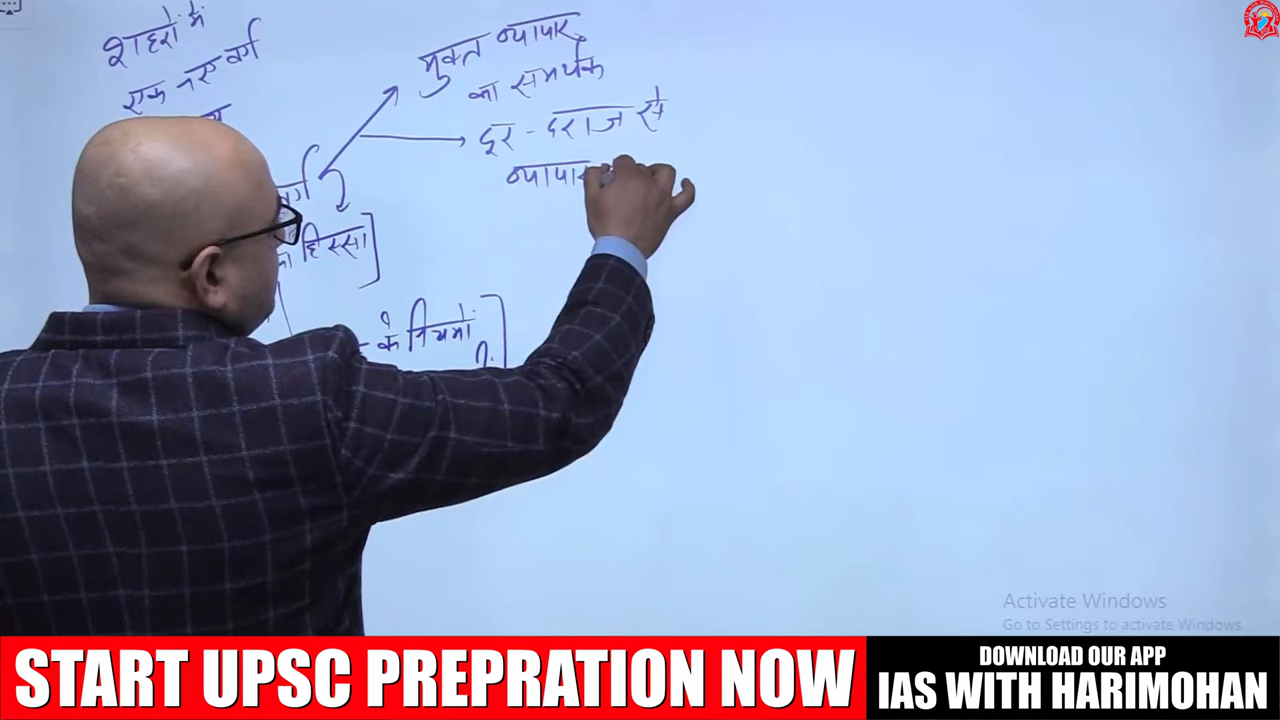 शहरों में
एक नए वर्ग
मुक्त व्यापार
का समर्थक
दूर - दराज से
व्यापार
वर्ग
का हिस्सा
के नियमों
Activate Windows
Go to Settings to activate Windows.
START UPSC PREPRATION NOW
DOWNLOAD OUR APP
IAS WITH HARIMOHAN